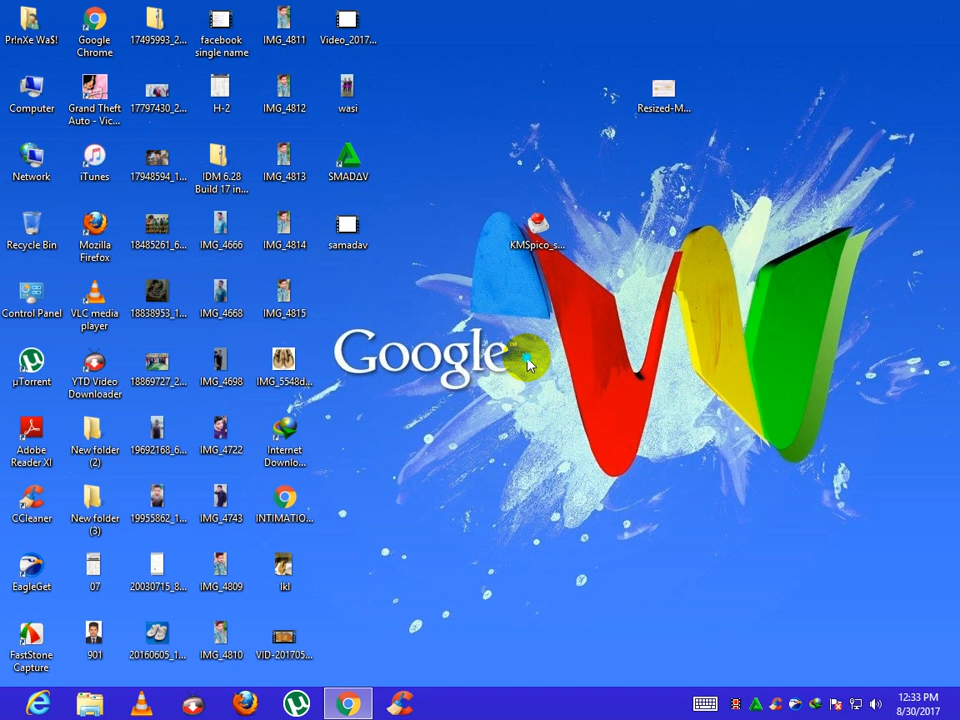 Pr!nXe Wa$!
Google Chrome
17495993_2...
facebook single name
IMG_4811
Video_2017...
Computer
Grand Theft Auto - Vic...
17797430_2...
H-2
IMG_4812
wasi
Resized-M...
Network
iTunes
17948594_1...
IDM 6.28 Build 17 in...
IMG_4813
SMADΔV
Recycle Bin
Mozilla Firefox
18485261_6...
IMG_4666
IMG_4814
samadav
KMSpico_s...
Control Panel
VLC media player
18838953_1...
IMG_4668
IMG_4815
Google™
µTorrent
YTD Video Downloader
18869727_2...
IMG_4698
IMG_5548d...
Adobe Reader XI
New folder (2)
19692168_6...
IMG_4722
Internet Downlo...
CCleaner
New folder (3)
19955862_1...
IMG_4743
INTIMATIO...
EagleGet
07
20030715_8...
IMG_4809
lkl
FastStone Capture
901
20160605_1...
IMG_4810
VID-201705...
12:33 PM
8/30/2017